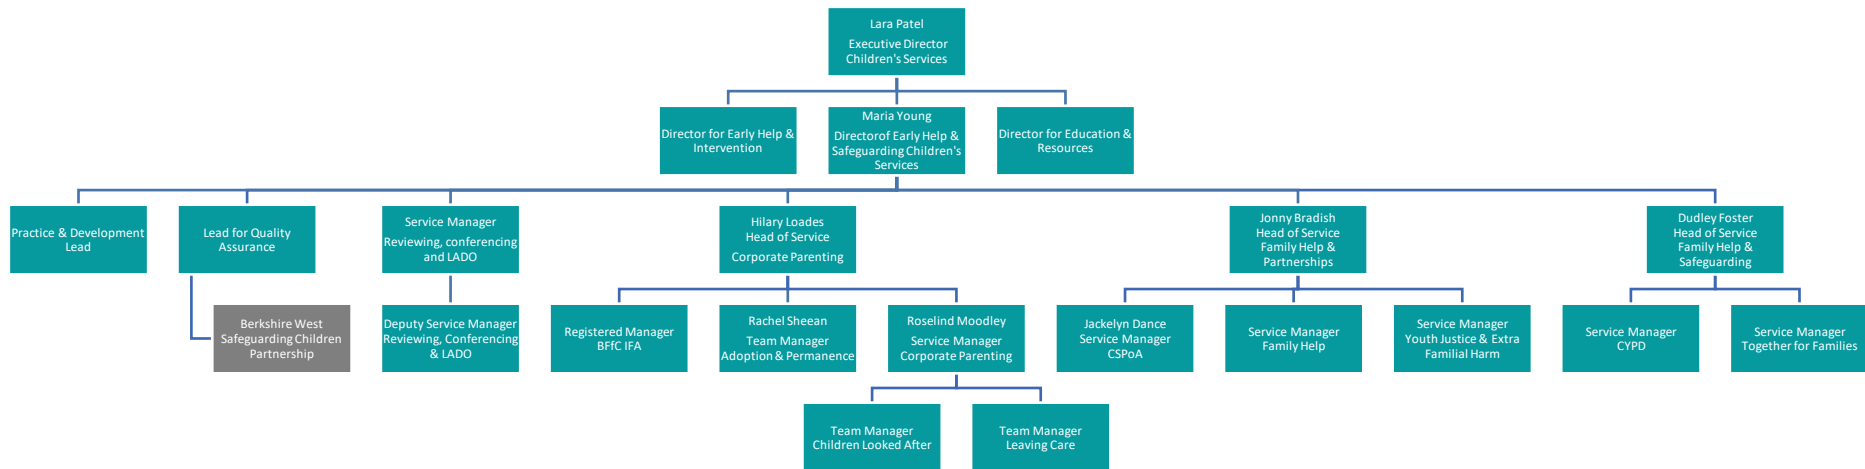 Lara Patel
Executive Director
Children's Services
Director for Early Help &
Intervention
Maria Young
Directorof Early Help &
Safeguarding Children's
Services
Director for Education &
Resources
Practice & Development
Lead
Lead for Quality
Assurance
Service Manager
Reviewing, conferencing
and LADO
Hilary Loades
Head of Service
Corporate Parenting
Jonny Bradish
Head of Service
Family Help &
Partnerships
Dudley Foster
Head of Service
Family Help &
Safeguarding
Berkshire West
Safeguarding Children
Partnership
Deputy Service Manager
Reviewing, Conferencing
& LADO
Registered Manager
BFfC IFA
Rachel Sheean
Team Manager
Adoption & Permanence
Roselind Moodley
Service Manager
Corporate Parenting
Jackelyn Dance
Service Manager
CSPoA
Service Manager
Family Help
Service Manager
Youth Justice & Extra
Familial Harm
Service Manager
CYPD
Service Manager
Together for Families
Team Manager
Children Looked After
Team Manager
Leaving Care